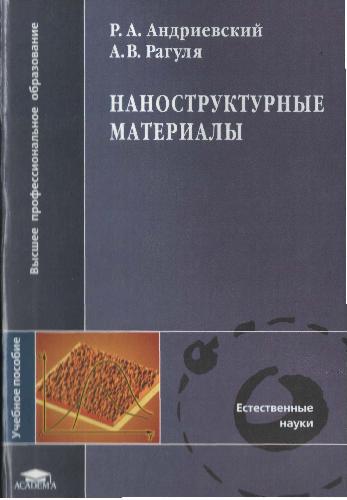 Р. А. Андриевский
А. В. Рагуля
НАНОСТРУКТУРНЫЕ
МАТЕРИАЛЫ
Высшее профессиональное образование
Учебное пособие
Естественные
науки
ACADEMA